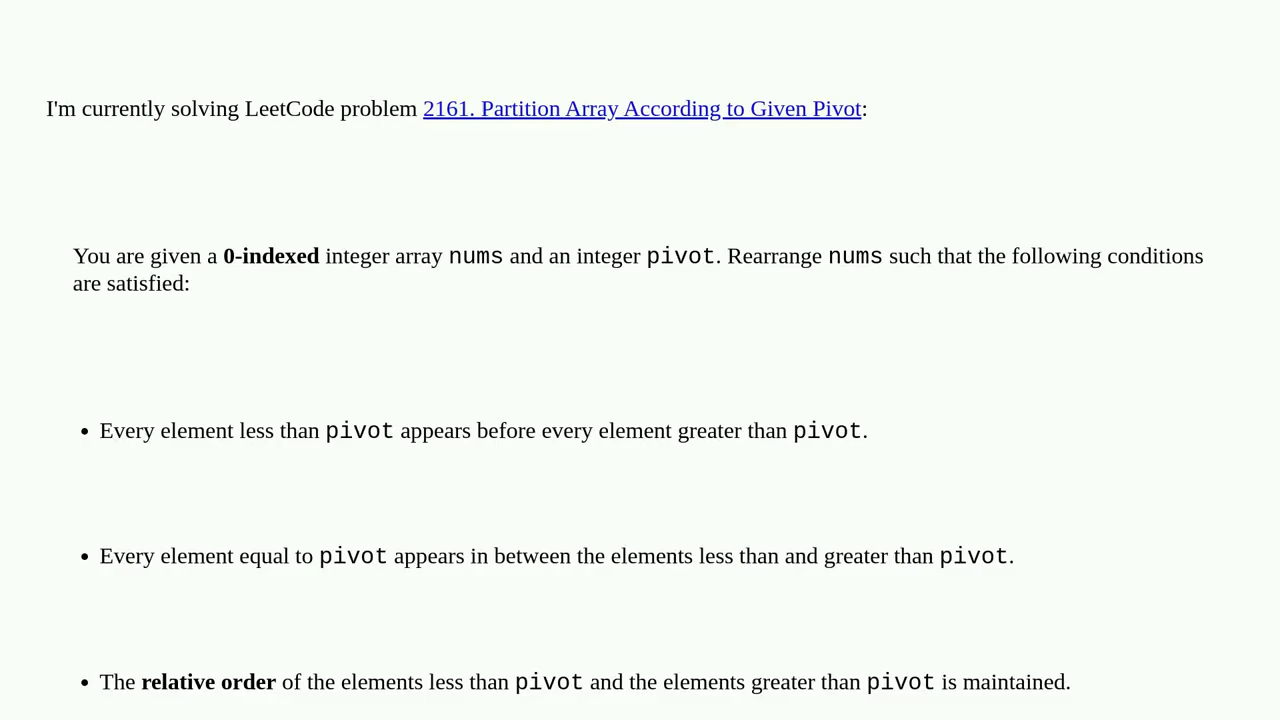 I'm currently solving LeetCode problem 2161. Partition Array According to Given Pivot:
You are given a 0-indexed integer array nums and an integer pivot. Rearrange nums such that the following conditions
are satisfied:
• Every element less than pivot appears before every element greater than pivot.
• Every element equal to pivot appears in between the elements less than and greater than pivot.
• The relative order of the elements less than pivot and the elements greater than pivot is maintained.